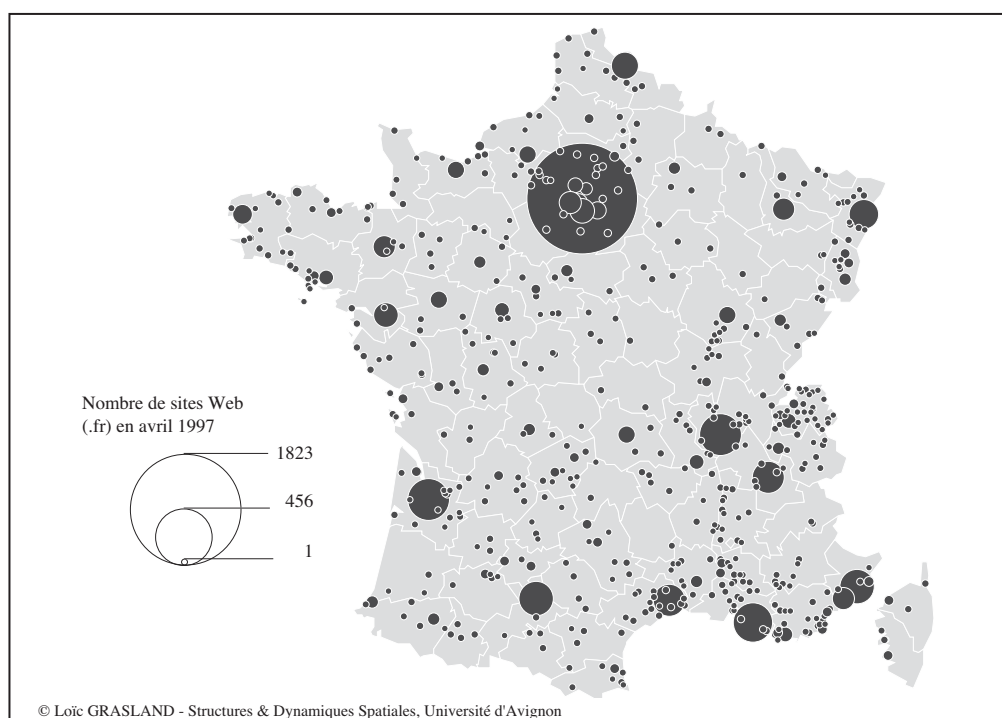 Nombre de sites Web
(.fr) en avril 1997
1823
456
1
© Loïc GRASLAND - Structures & Dynamiques Spatiales, Université d'Avignon